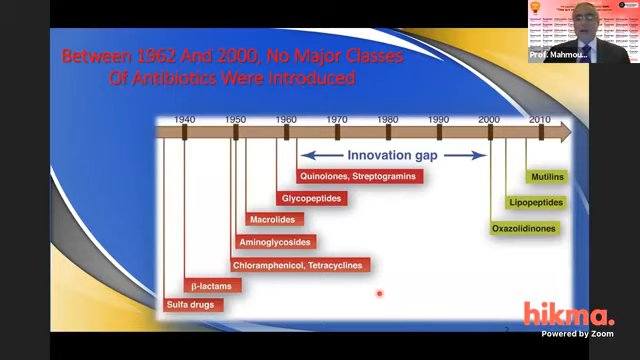 Between 1962 And 2000, No Major Classes
Of Antibiotics Were Introduced
Prof. Mahmou...
1940 1950 1960 1970 1980 1990 2000 2010
Innovation gap
Quinolones, Streptogramins
Mutilins
Glycopeptides
Lipopeptides
Macrolides
Oxazolidinones
Aminoglycosides
Chloramphenicol, Tetracyclines
β-lactams
Sulfa drugs
hikma.
Powered by Zoom